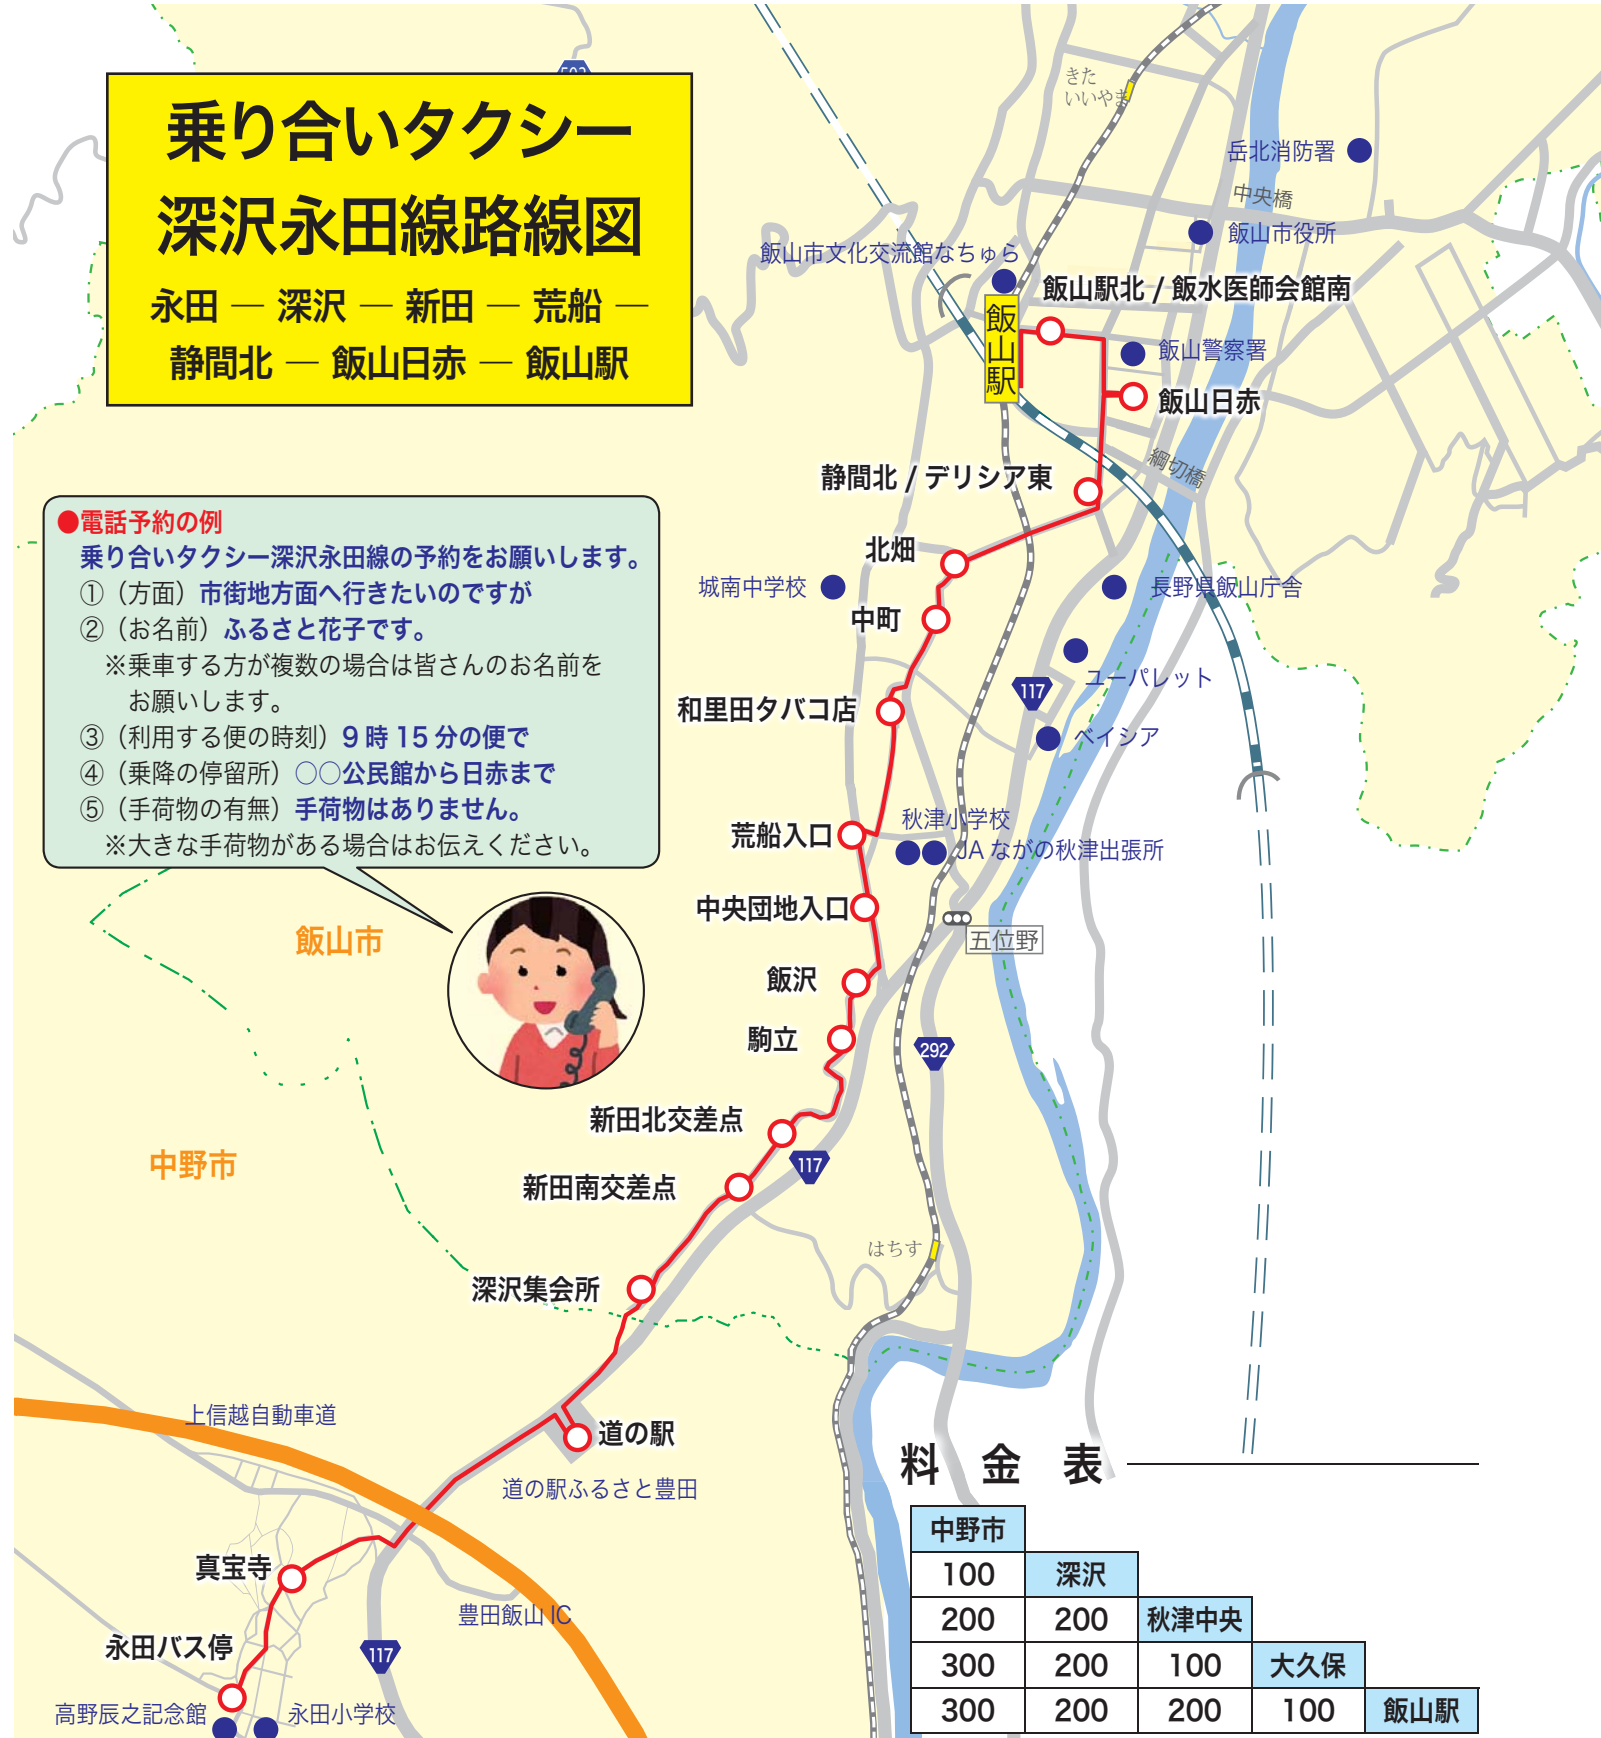 乗り合いタクシー
深沢永田線路線図
永田 ― 深沢 ― 新田 ― 荒船 ―
静間北 ― 飯山日赤 ― 飯山駅
きた
いいやま
岳北消防署
中央橋
飯山市役所
飯山市文化交流館なちゅら
飯山駅北 / 飯水医師会館南
飯山駅
飯山警察署
飯山日赤
綱切橋
静間北 / デリシア東
●電話予約の例
乗り合いタクシー深沢永田線の予約をお願いします。
①（方面）市街地方面へ行きたいのですが
②（お名前）ふるさと花子です。
※乗車する方が複数の場合は皆さんのお名前を
お願いします。
③（利用する便の時刻）9 時 15 分の便で
④（乗降の停留所）○○公民館から日赤まで
⑤（手荷物の有無）手荷物はありません。
※大きな手荷物がある場合はお伝えください。
北畑
城南中学校
長野県飯山庁舎
中町
ユーパレット
117
和里田タバコ店
ベイシア
秋津小学校
荒船入口
JA ながの秋津出張所
中央団地入口
五位野
飯山市
飯沢
駒立
292
新田北交差点
中野市
117
新田南交差点
はちす
深沢集会所
上信越自動車道
道の駅
道の駅ふるさと豊田
真宝寺
豊田飯山 IC
永田バス停
117
高野辰之記念館
永田小学校
料 金 表
中野市
100 深沢
200 200 秋津中央
300 200 100 大久保
300 200 200 100 飯山駅